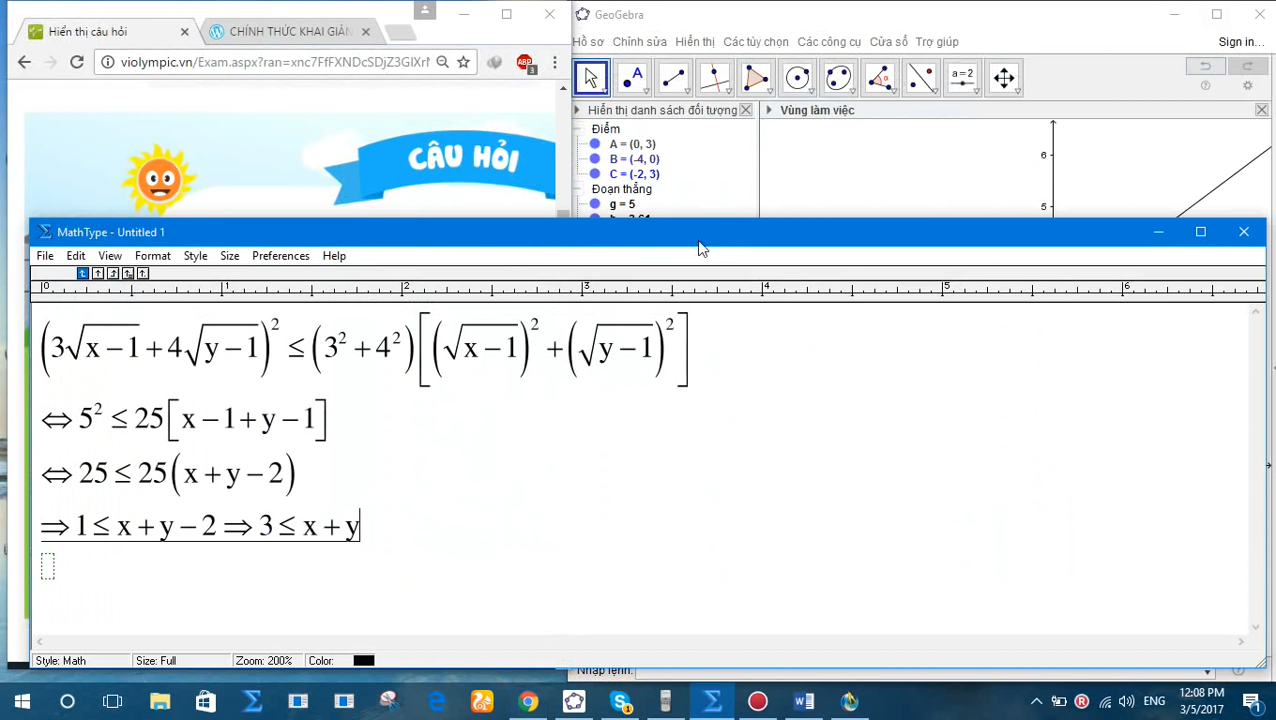 Hiển thị câu hỏi
CHÍNH THỨC KHAI GIẢN
violympic.vn/Exam.aspx?ran=
ABP
3
CÂU HỎI
GeoGebra
Hồ sơ Chỉnh sửa Hiển thị Các tùy chọn Các công cụ Cửa sổ Trợ giúp
Sign in...
A
a=2
Hiển thị danh sách đối tượng
Vùng làm việc
Điểm
A = (0, 3)
B = (-4, 0)
C = (-2, 3)
Đoạn thẳng
g = 5
6
5
MathType - Untitled 1
File Edit View Format Style Size Preferences Help
0 1 2 3 4 5 6
(3√(x−1)+4√(y−1))² ≤ (3²+4²)[(√(x−1))²+(√(y−1))²]
⇔ 5² ≤ 25[x−1+y−1]
⇔ 25 ≤ 25(x+y−2)
⇒ 1 ≤ x+y−2 ⇒ 3 ≤ x+y
Style: Math Size: Full Zoom: 200% Color:
Nhập lệnh:
ENG
12:08 PM
3/5/2017